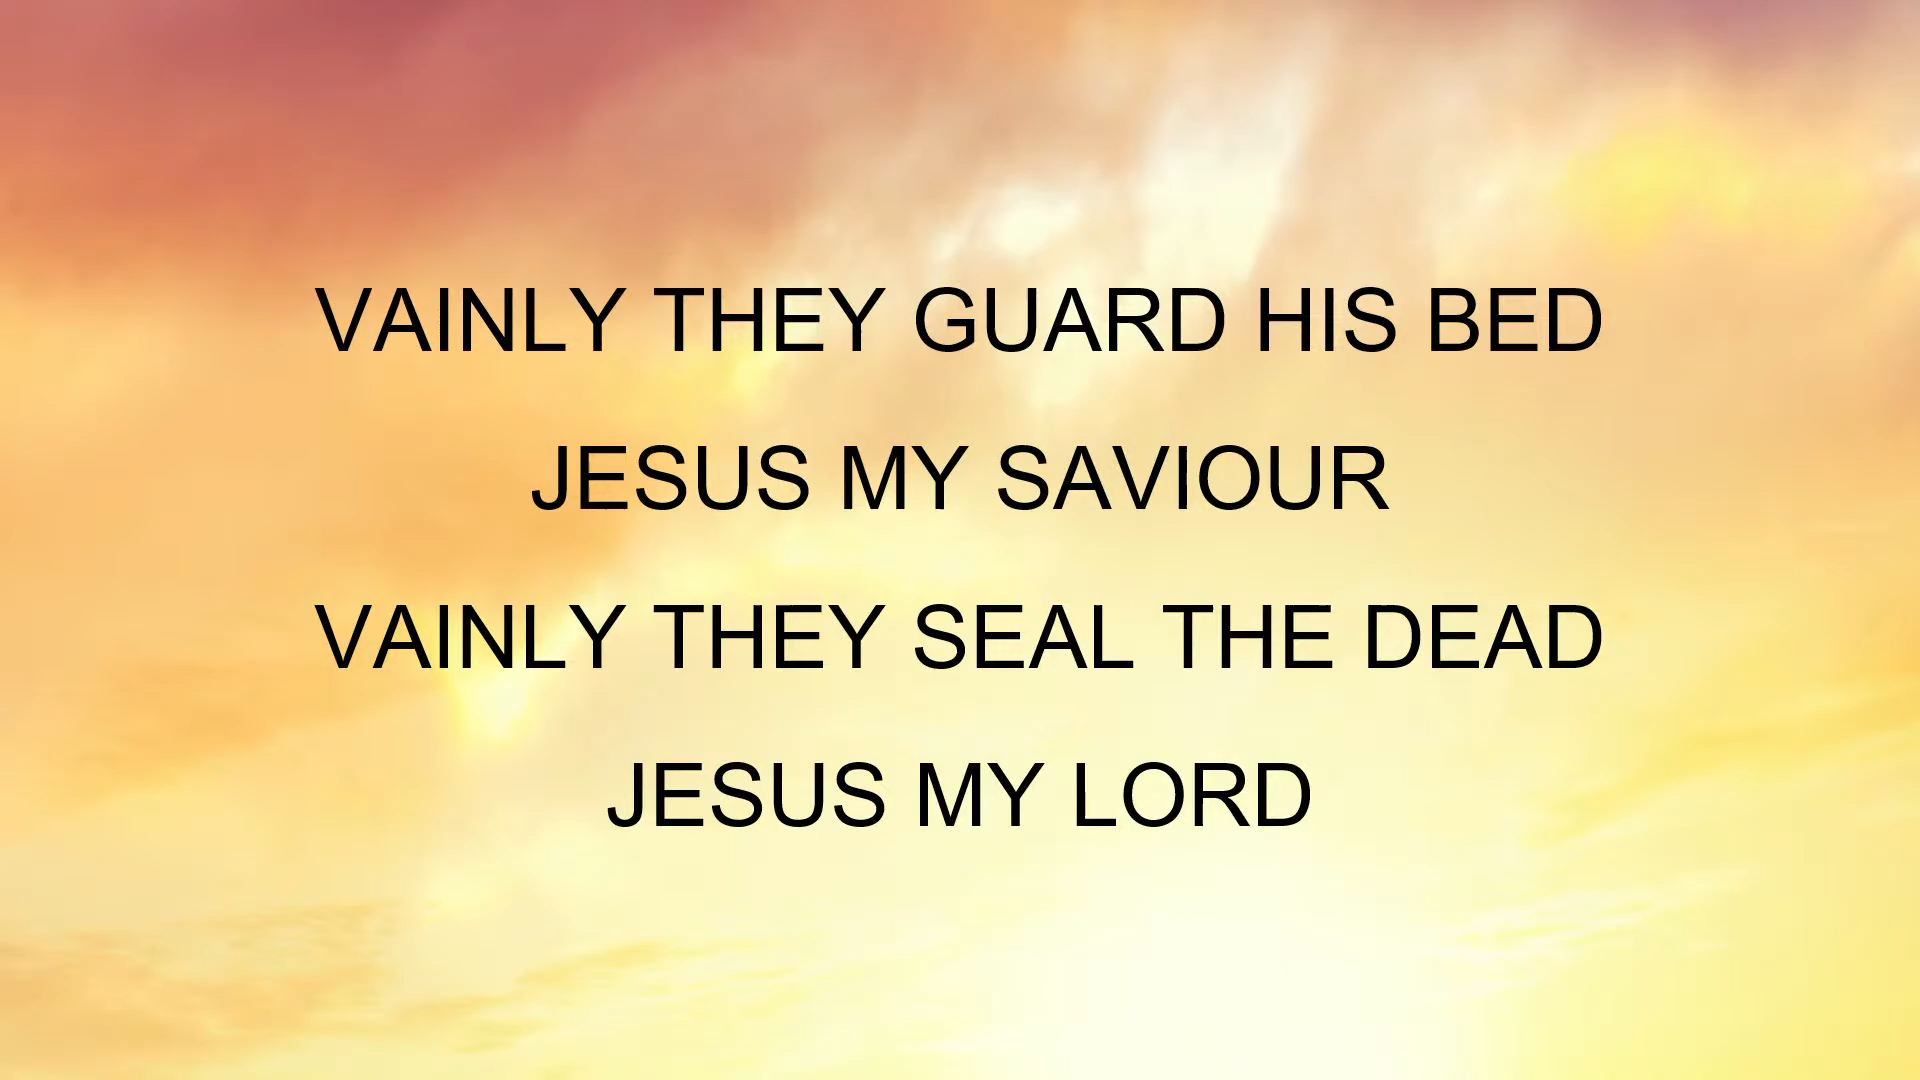 VAINLY THEY GUARD HIS BED
JESUS MY SAVIOUR
VAINLY THEY SEAL THE DEAD
JESUS MY LORD